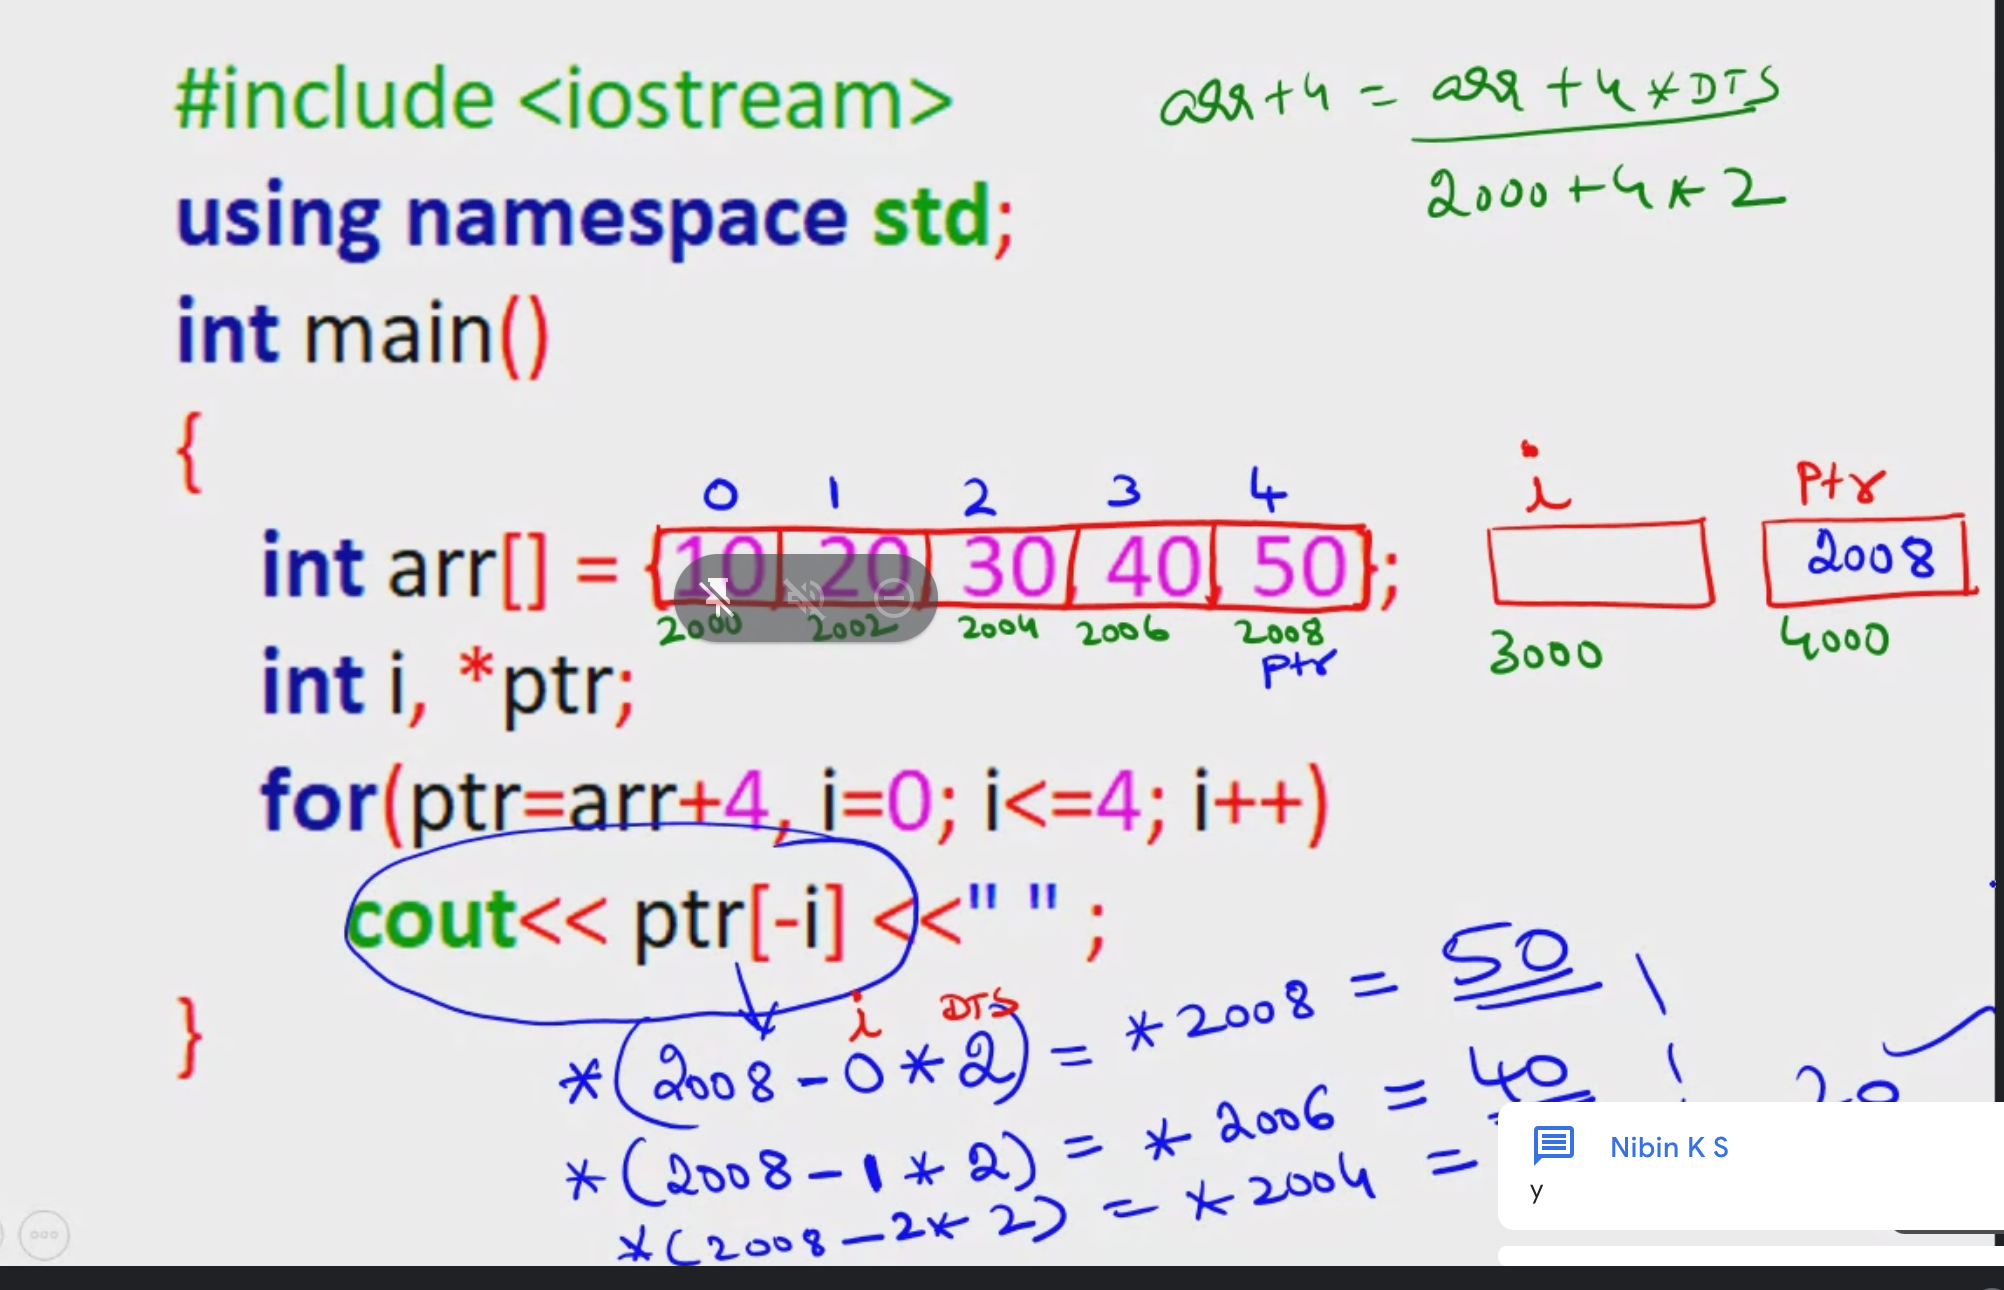 #include <iostream>
arr+4 = arr+4*DTS
2000+4*2
using namespace std;
int main()
{
0 1 2 3 4
i Ptr
int arr[] = {10, 20, 30, 40, 50};
2008
2000 2002 2004 2006 2008
3000 4000
ptr
int i, *ptr;
for(ptr=arr+4, i=0; i<=4; i++)
cout<< ptr[-i] <<" " ;
}
i DTS
*(2008-0*2) = *2008 = 50
*(2008-1*2) = *2006 = 40
*(2008-2*2) = *2004 =
Nibin K S
y